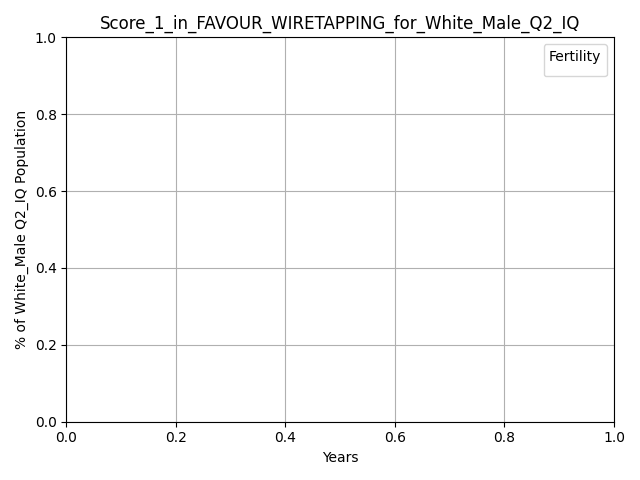 Score_1_in_FAVOUR_WIRETAPPING_for_White_Male_Q2_IQ
Fertility
% of White_Male Q2_IQ Population
1.0
0.8
0.6
0.4
0.2
0.0
0.0 0.2 0.4 0.6 0.8 1.0
Years